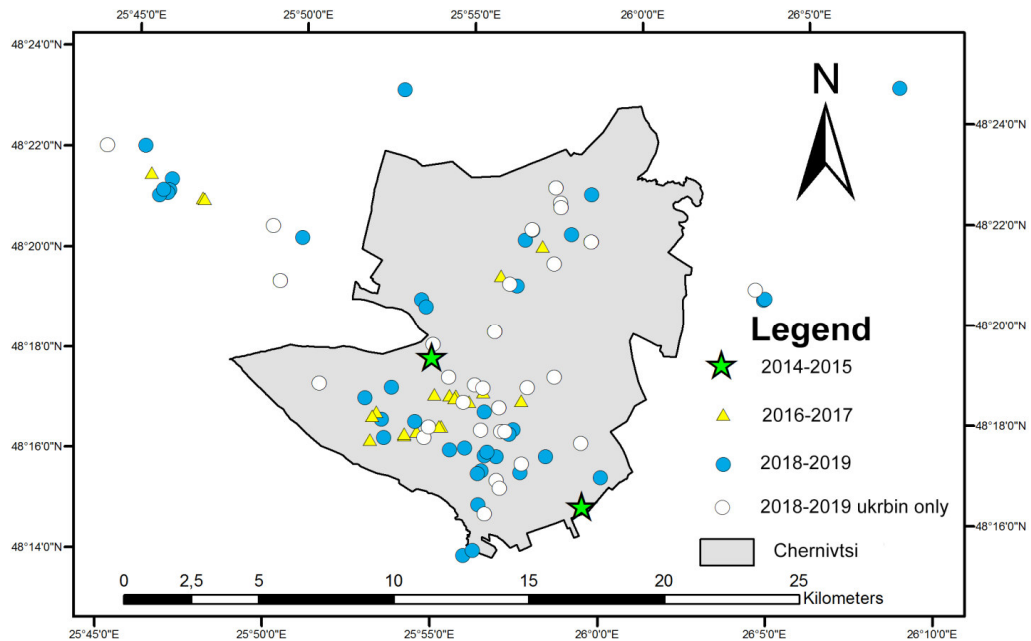 25°45'0"E 25°50'0"E 25°55'0"E 26°0'0"E 26°5'0"E
48°24'0"N
N
48°24'0"N
48°22'0"N
48°22'0"N
48°20'0"N
48°20'0"N
48°18'0"N
Legend
2014-2015
48°18'0"N
2016-2017
48°16'0"N
2018-2019
2018-2019 ukrbin only
48°16'0"N
48°14'0"N
Chernivtsi
0 2,5 5 10 15 20 25
Kilometers
25°45'0"E 25°50'0"E 25°55'0"E 26°0'0"E 26°5'0"E 26°10'0"E